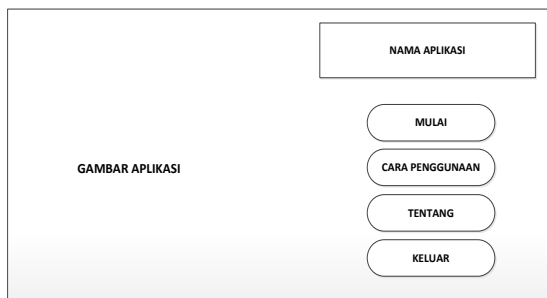 NAMA APLIKASI
MULAI
GAMBAR APLIKASI
CARA PENGGUNAAN
TENTANG
KELUAR